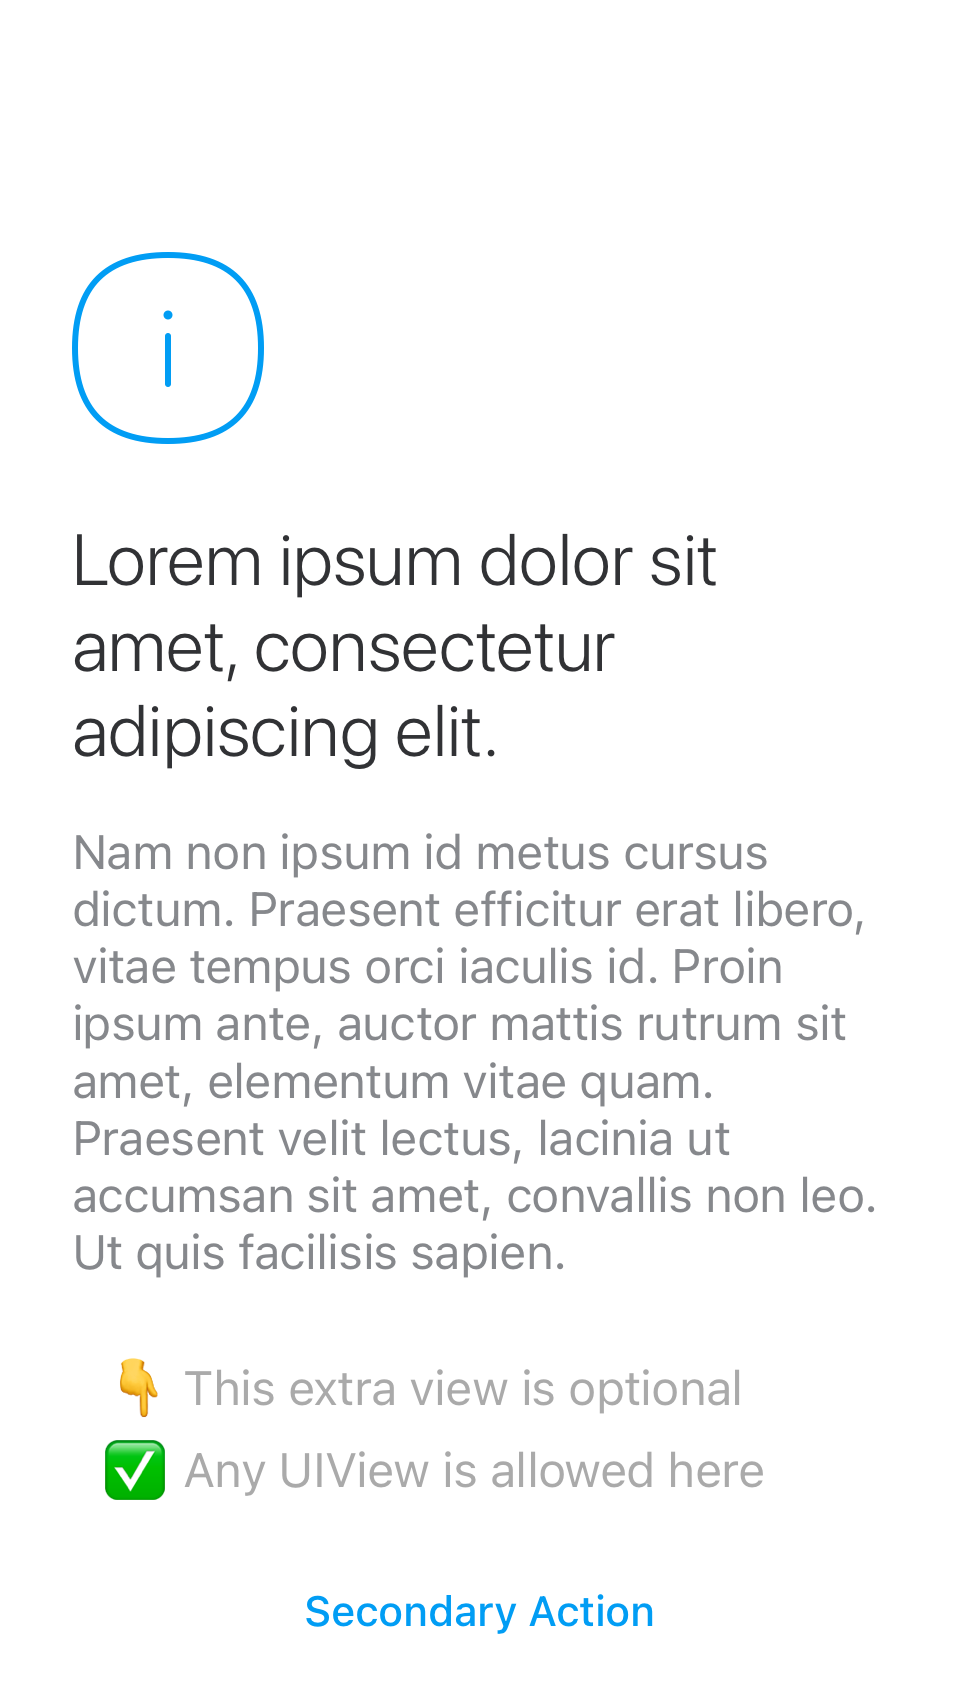 Lorem ipsum dolor sit
amet, consectetur
adipiscing elit.
Nam non ipsum id metus cursus
dictum. Praesent efficitur erat libero,
vitae tempus orci iaculis id. Proin
ipsum ante, auctor mattis rutrum sit
amet, elementum vitae quam.
Praesent velit lectus, lacinia ut
accumsan sit amet, convallis non leo.
Ut quis facilisis sapien.
👇 This extra view is optional
✅ Any UIView is allowed here
Secondary Action